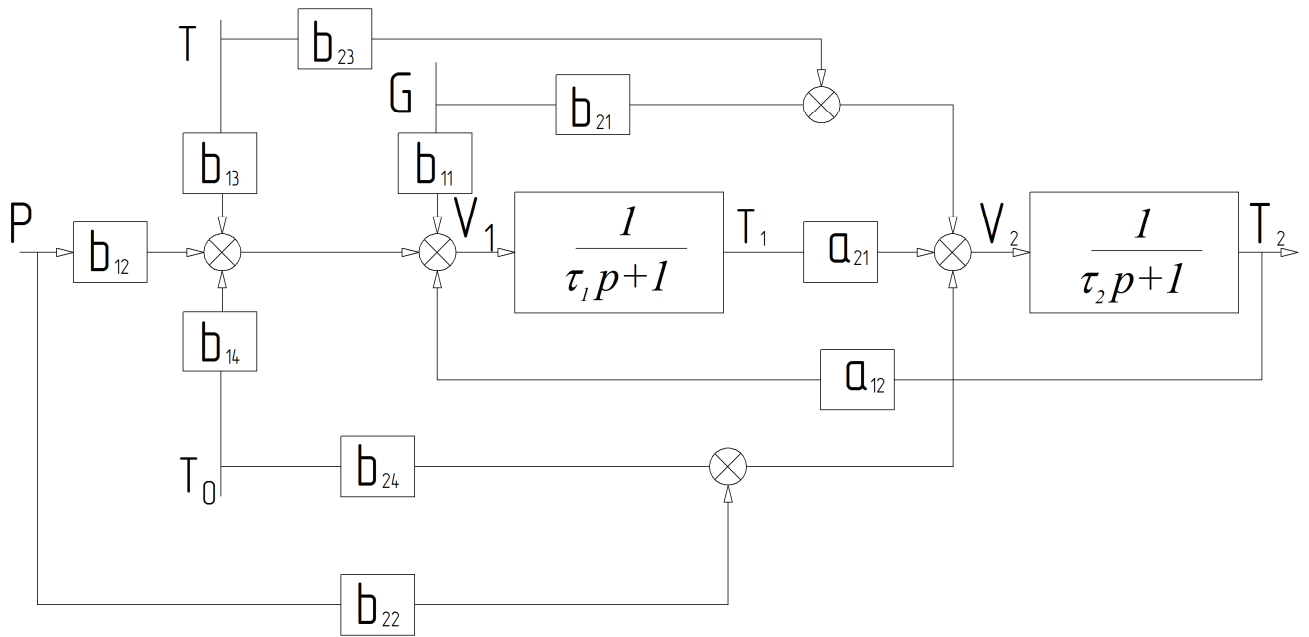 T
b₂₃
G
b₂₁
b₁₃
b₁₁
P
b₁₂
V₁
1
τ₁p+1
T₁
a₂₁
V₂
1
τ₂p+1
T₂
b₁₄
a₁₂
T₀
b₂₄
b₂₂